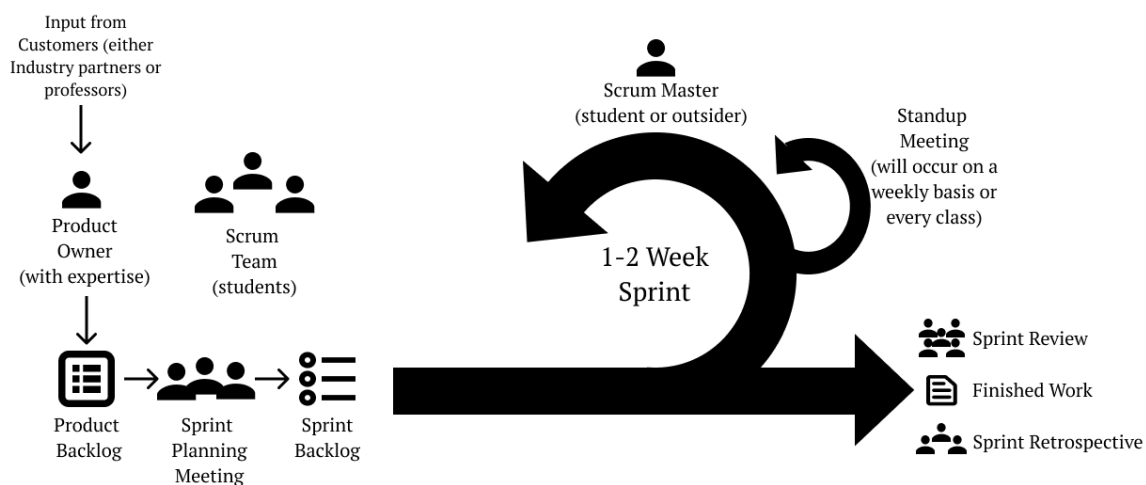 Input from
Customers (either
Industry partners or
professors)
Product
Owner
(with expertise)
Scrum
Team
(students)
Product
Backlog
Sprint
Planning
Meeting
Sprint
Backlog
Scrum Master
(student or outsider)
1-2 Week
Sprint
Standup
Meeting
(will occur on a
weekly basis or
every class)
Sprint Review
Finished Work
Sprint Retrospective